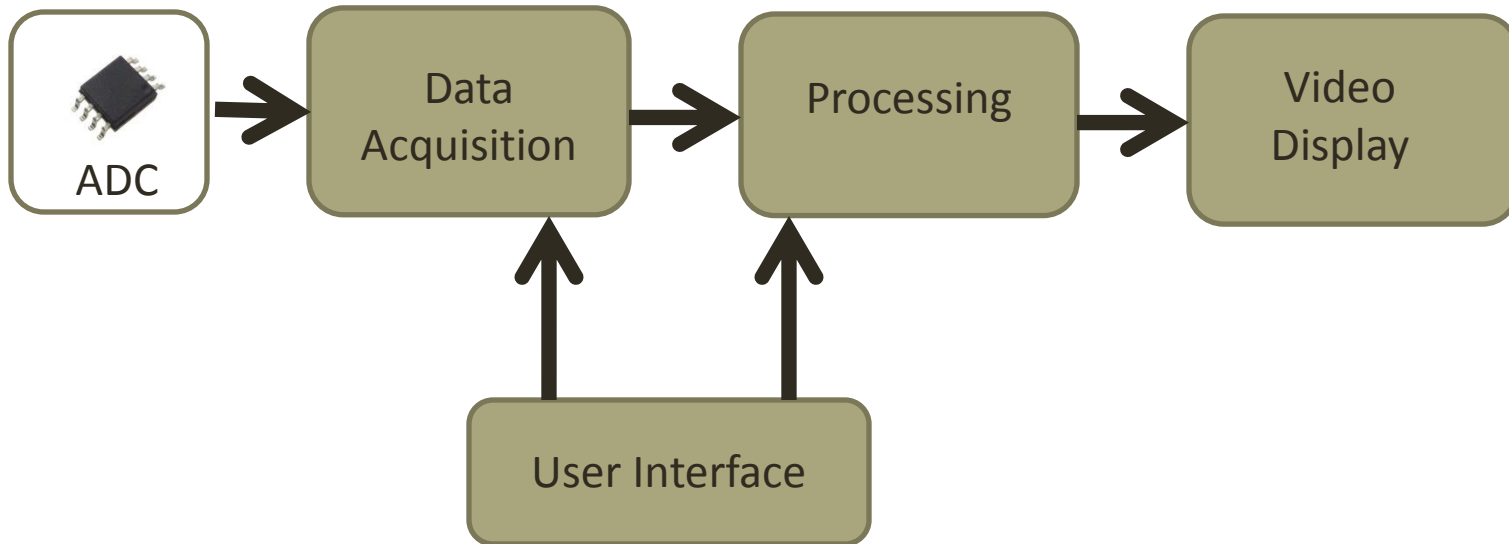 ADC
Data
Acquisition
Processing
Video
Display
User Interface